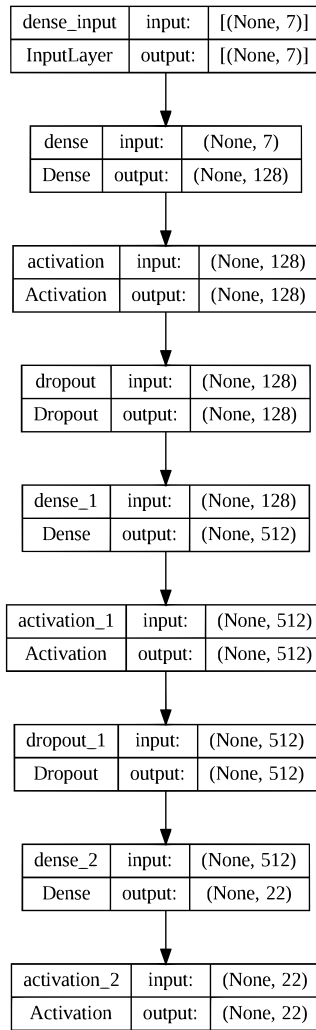 dense_input input: [(None, 7)]
InputLayer output: [(None, 7)]
dense input: (None, 7)
Dense output: (None, 128)
activation input: (None, 128)
Activation output: (None, 128)
dropout input: (None, 128)
Dropout output: (None, 128)
dense_1 input: (None, 128)
Dense output: (None, 512)
activation_1 input: (None, 512)
Activation output: (None, 512)
dropout_1 input: (None, 512)
Dropout output: (None, 512)
dense_2 input: (None, 512)
Dense output: (None, 22)
activation_2 input: (None, 22)
Activation output: (None, 22)